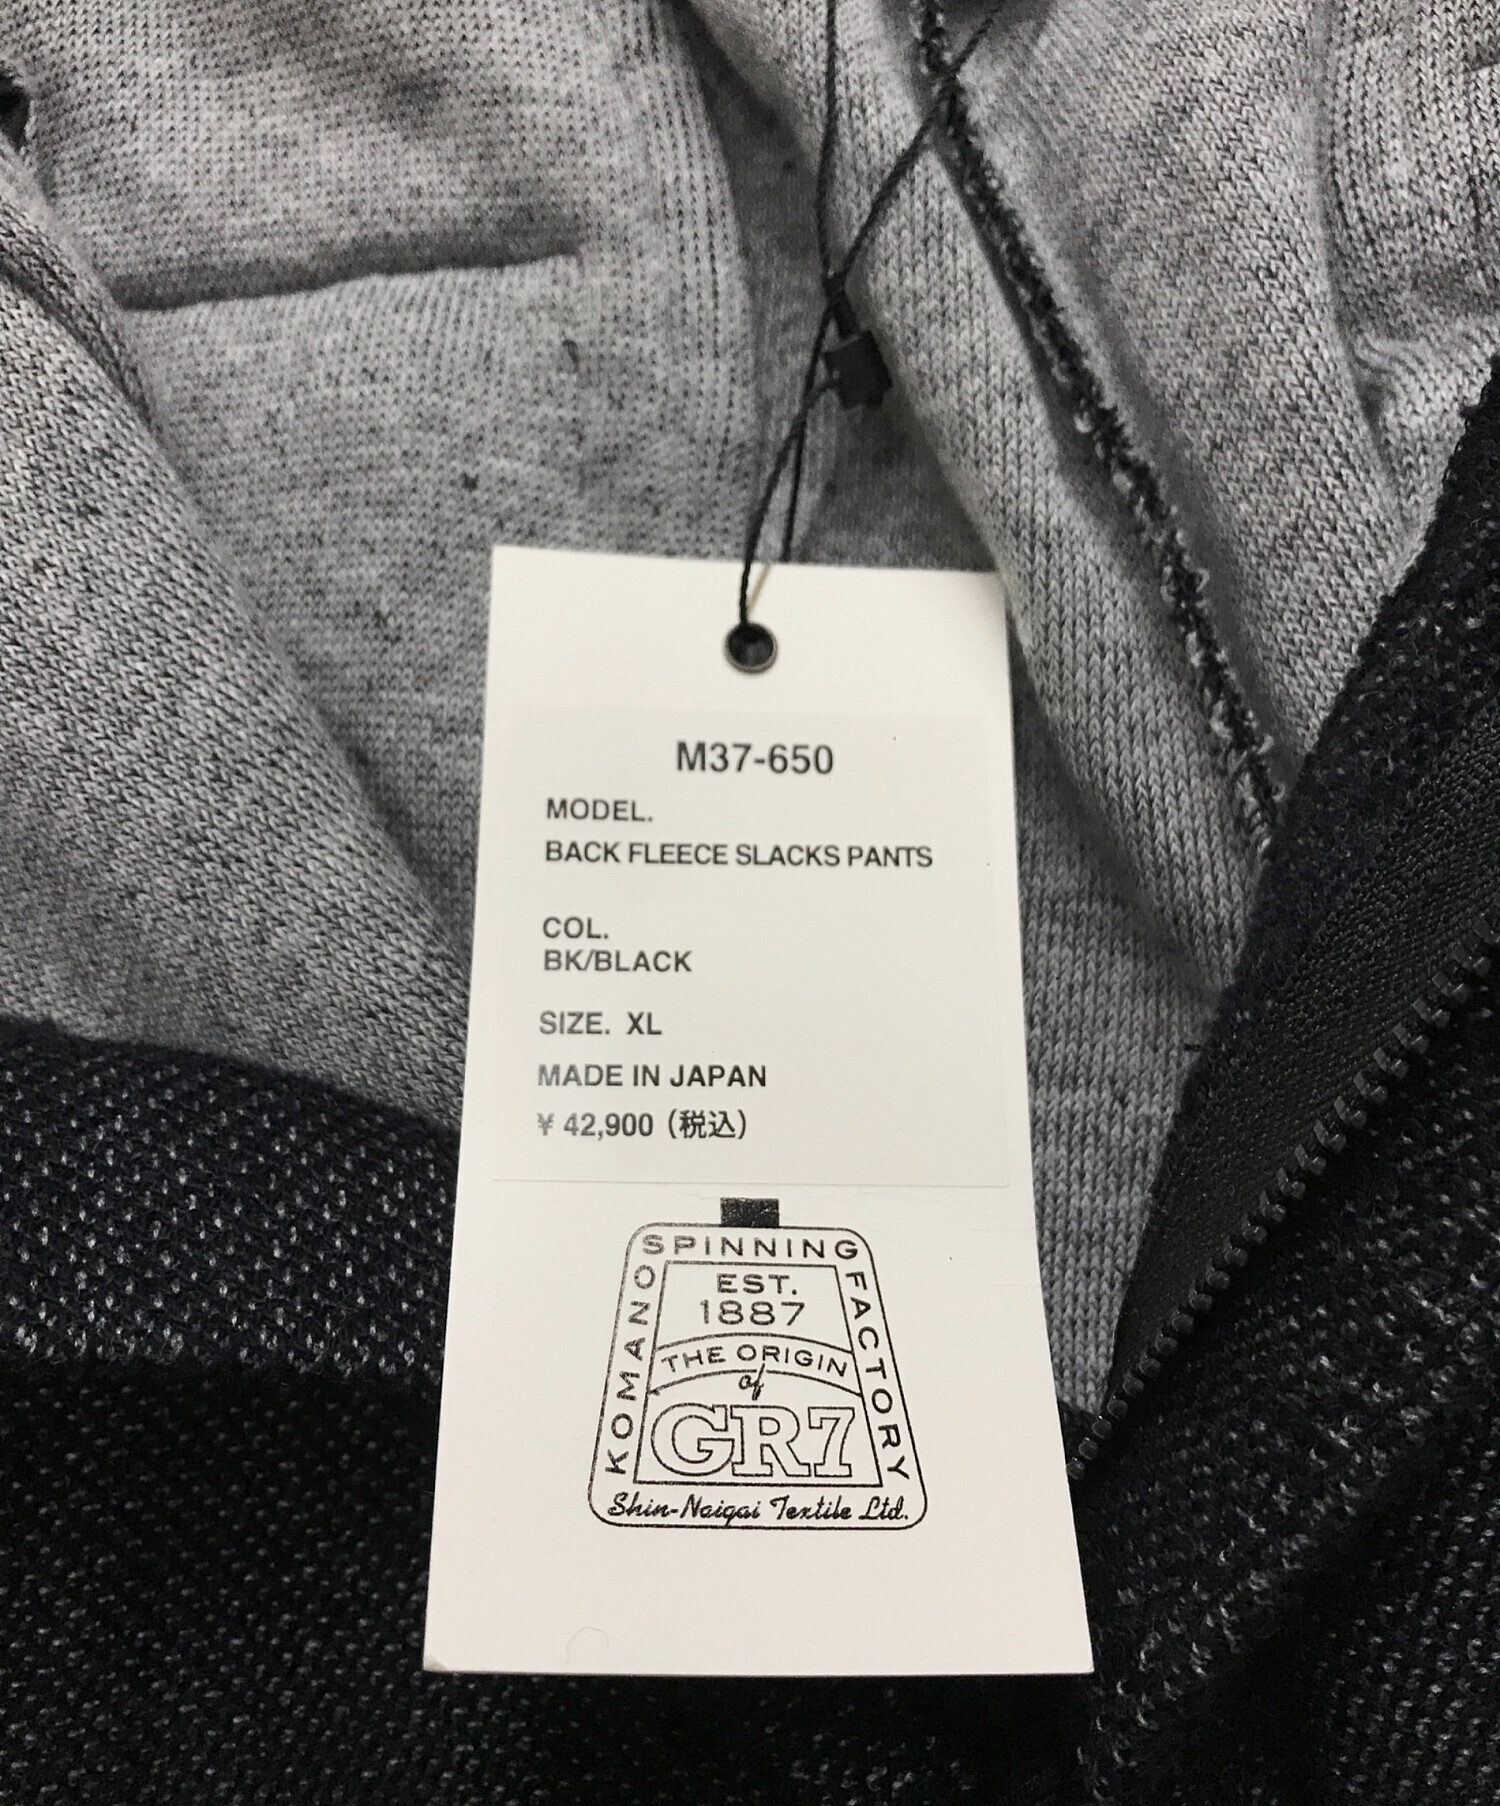 M37-650
MODEL.
BACK FLEECE SLACKS PANTS
COL.
BK/BLACK
SIZE. XL
MADE IN JAPAN
¥ 42,900 (税込)
KOMANO SPINNING FACTORY
EST.
1887
THE ORIGIN
of
GR7
Shin-Naigai Textile Ltd.